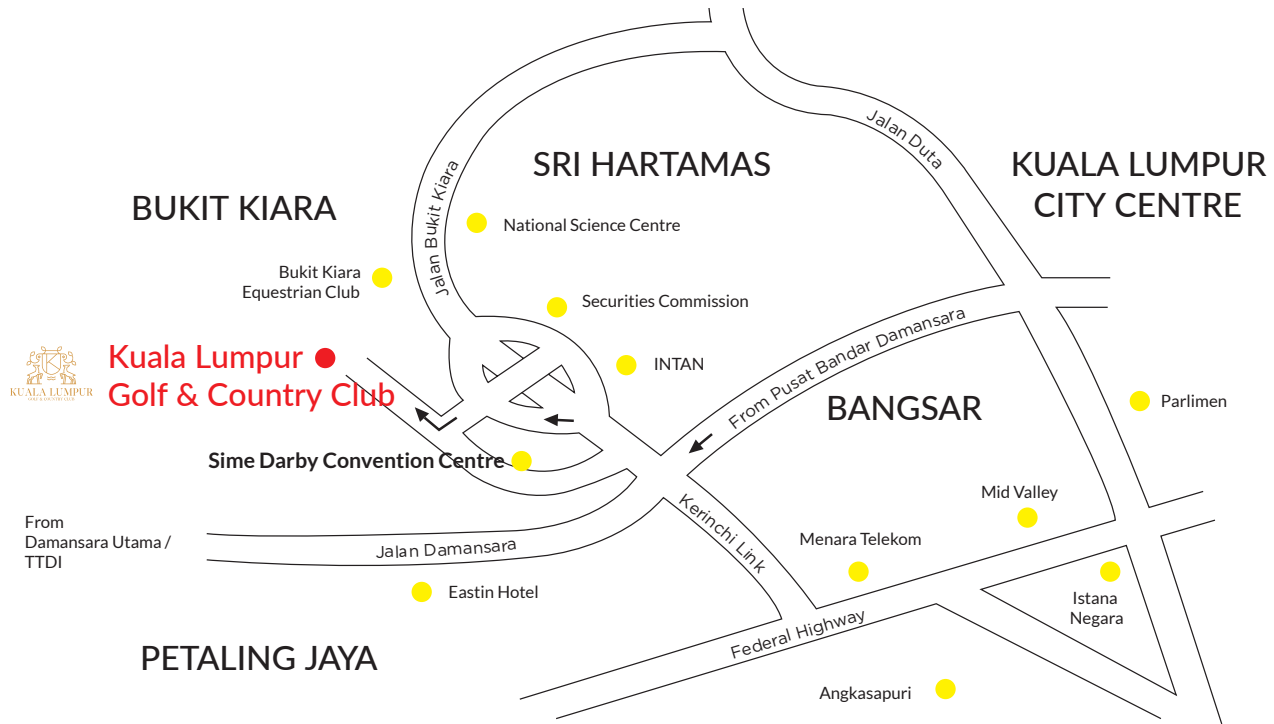 Jalan Duta
SRI HARTAMAS
KUALA LUMPUR
CITY CENTRE
BUKIT KIARA
Jalan Bukit Kiara
National Science Centre
Bukit Kiara
Equestrian Club
Securities Commission
From Pusat Bandar Damansara
KUALA LUMPUR
GOLF & COUNTRY CLUB
Kuala Lumpur
Golf & Country Club
INTAN
BANGSAR
Parlimen
Sime Darby Convention Centre
Mid Valley
Kerinchi Link
From
Damansara Utama /
TTDI
Jalan Damansara
Menara Telekom
Eastin Hotel
Istana
Negara
Federal Highway
PETALING JAYA
Angkasapuri